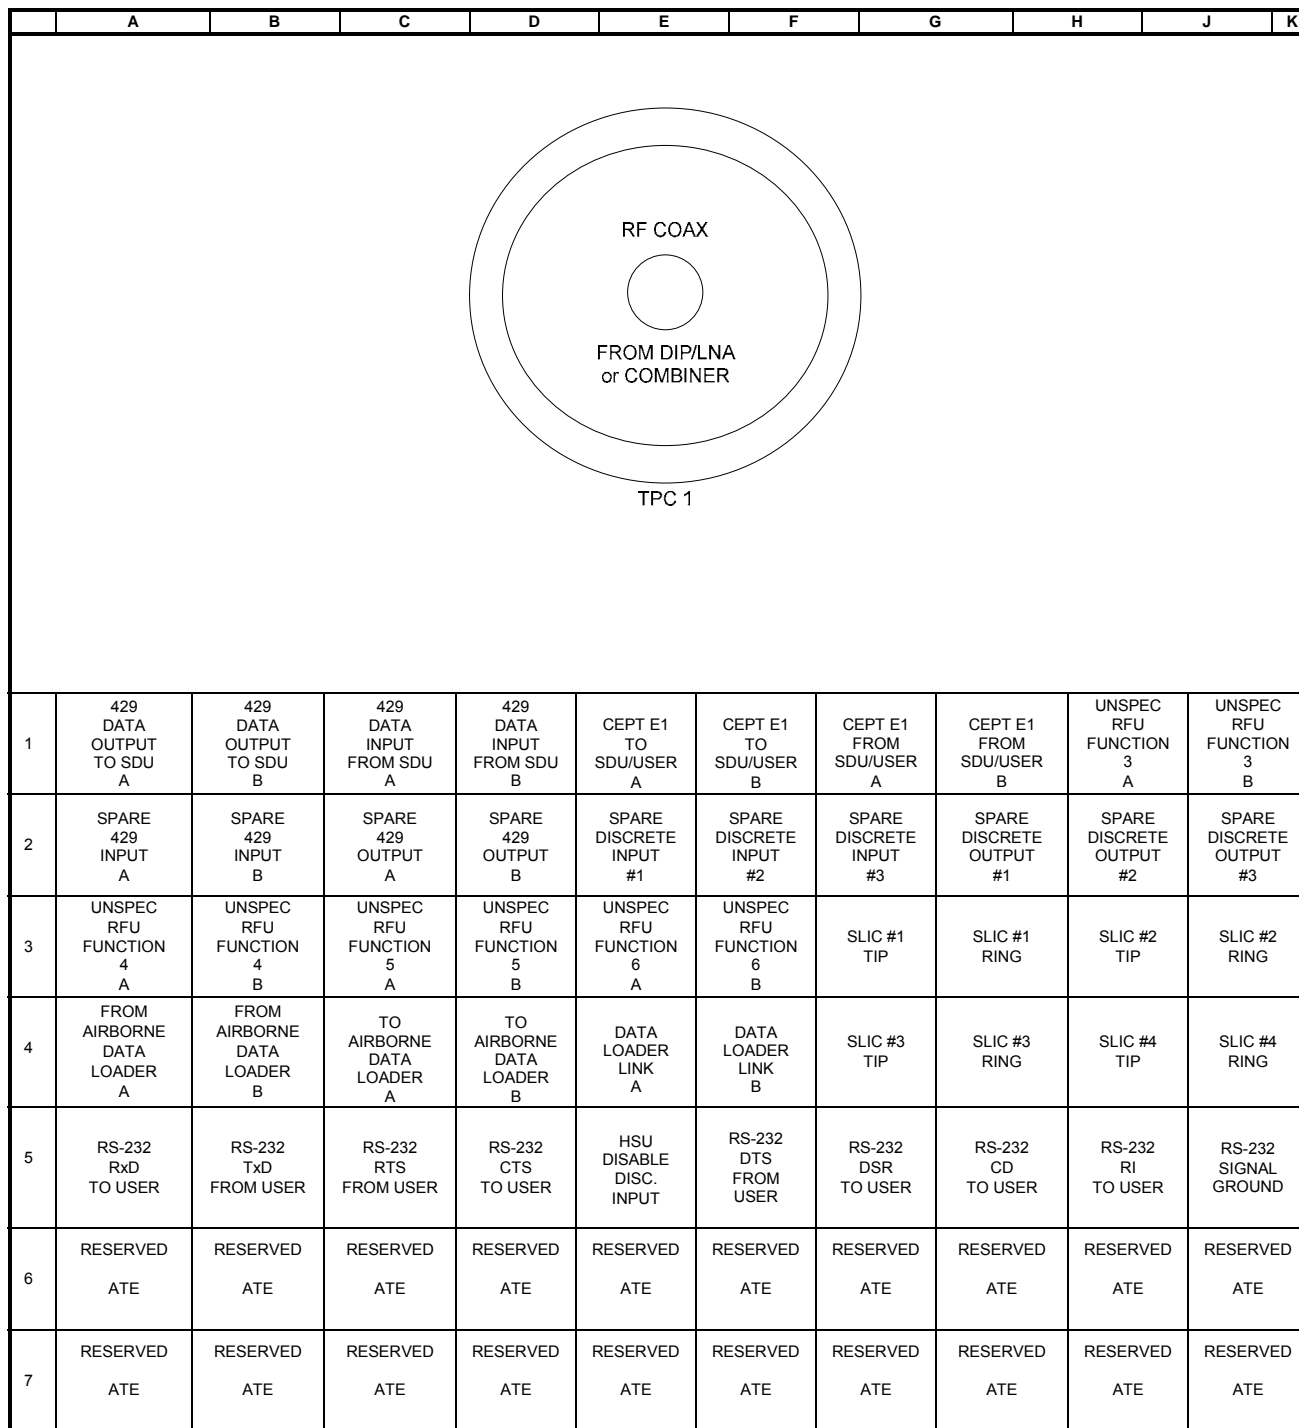 A B C D E F G H J K
RF COAX
FROM DIP/LNA
or COMBINER
TPC 1
1
429
DATA
OUTPUT
TO SDU
A
429
DATA
OUTPUT
TO SDU
B
429
DATA
INPUT
FROM SDU
A
429
DATA
INPUT
FROM SDU
B
CEPT E1
TO
SDU/USER
A
CEPT E1
TO
SDU/USER
B
CEPT E1
FROM
SDU/USER
A
CEPT E1
FROM
SDU/USER
B
UNSPEC
RFU
FUNCTION
3
A
UNSPEC
RFU
FUNCTION
3
B
2
SPARE
429
INPUT
A
SPARE
429
INPUT
B
SPARE
429
OUTPUT
A
SPARE
429
OUTPUT
B
SPARE
DISCRETE
INPUT
#1
SPARE
DISCRETE
INPUT
#2
SPARE
DISCRETE
INPUT
#3
SPARE
DISCRETE
OUTPUT
#1
SPARE
DISCRETE
OUTPUT
#2
SPARE
DISCRETE
OUTPUT
#3
3
UNSPEC
RFU
FUNCTION
4
A
UNSPEC
RFU
FUNCTION
4
B
UNSPEC
RFU
FUNCTION
5
A
UNSPEC
RFU
FUNCTION
5
B
UNSPEC
RFU
FUNCTION
6
A
UNSPEC
RFU
FUNCTION
6
B
SLIC #1
TIP
SLIC #1
RING
SLIC #2
TIP
SLIC #2
RING
4
FROM
AIRBORNE
DATA
LOADER
A
FROM
AIRBORNE
DATA
LOADER
B
TO
AIRBORNE
DATA
LOADER
A
TO
AIRBORNE
DATA
LOADER
B
DATA
LOADER
LINK
A
DATA
LOADER
LINK
B
SLIC #3
TIP
SLIC #3
RING
SLIC #4
TIP
SLIC #4
RING
5
RS-232
RxD
TO USER
RS-232
TxD
FROM USER
RS-232
RTS
FROM USER
RS-232
CTS
TO USER
HSU
DISABLE
DISC.
INPUT
RS-232
DTS
FROM
USER
RS-232
DSR
TO USER
RS-232
CD
TO USER
RS-232
RI
TO USER
RS-232
SIGNAL
GROUND
6
RESERVED
ATE
RESERVED
ATE
RESERVED
ATE
RESERVED
ATE
RESERVED
ATE
RESERVED
ATE
RESERVED
ATE
RESERVED
ATE
RESERVED
ATE
RESERVED
ATE
7
RESERVED
ATE
RESERVED
ATE
RESERVED
ATE
RESERVED
ATE
RESERVED
ATE
RESERVED
ATE
RESERVED
ATE
RESERVED
ATE
RESERVED
ATE
RESERVED
ATE